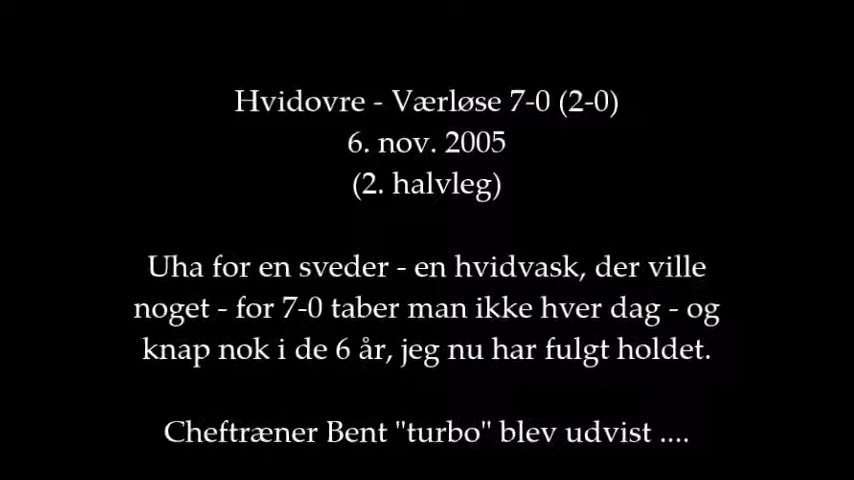 Hvidovre - Værløse 7-0 (2-0)
6. nov. 2005
(2. halvleg)
Uha for en sveder - en hvidvask, der ville
noget - for 7-0 taber man ikke hver dag - og
knap nok i de 6 år, jeg nu har fulgt holdet.
Cheftræner Bent "turbo" blev udvist ....